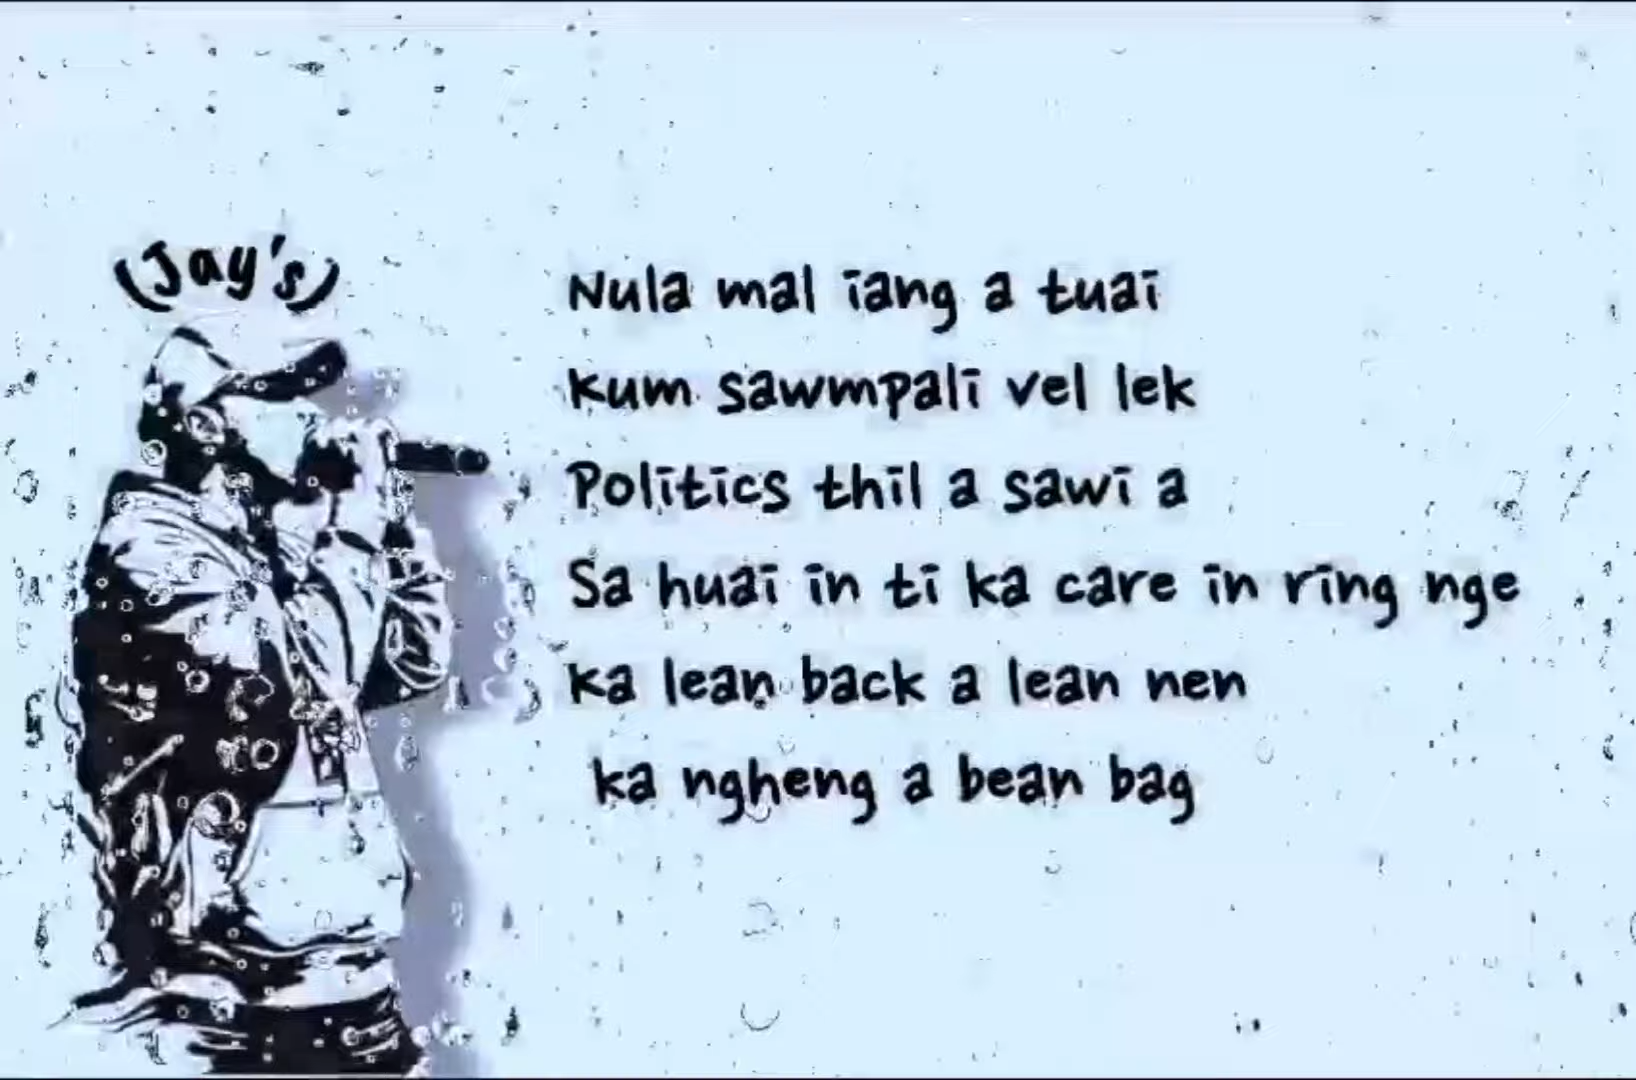 (Jay's)
Nula mal iang a tuai
kum sawmpali vel lek
Politics thil a sawi a
Sa huai in ti ka care in ring nge
ka lean back a lean nen
ka ngheng a bean bag